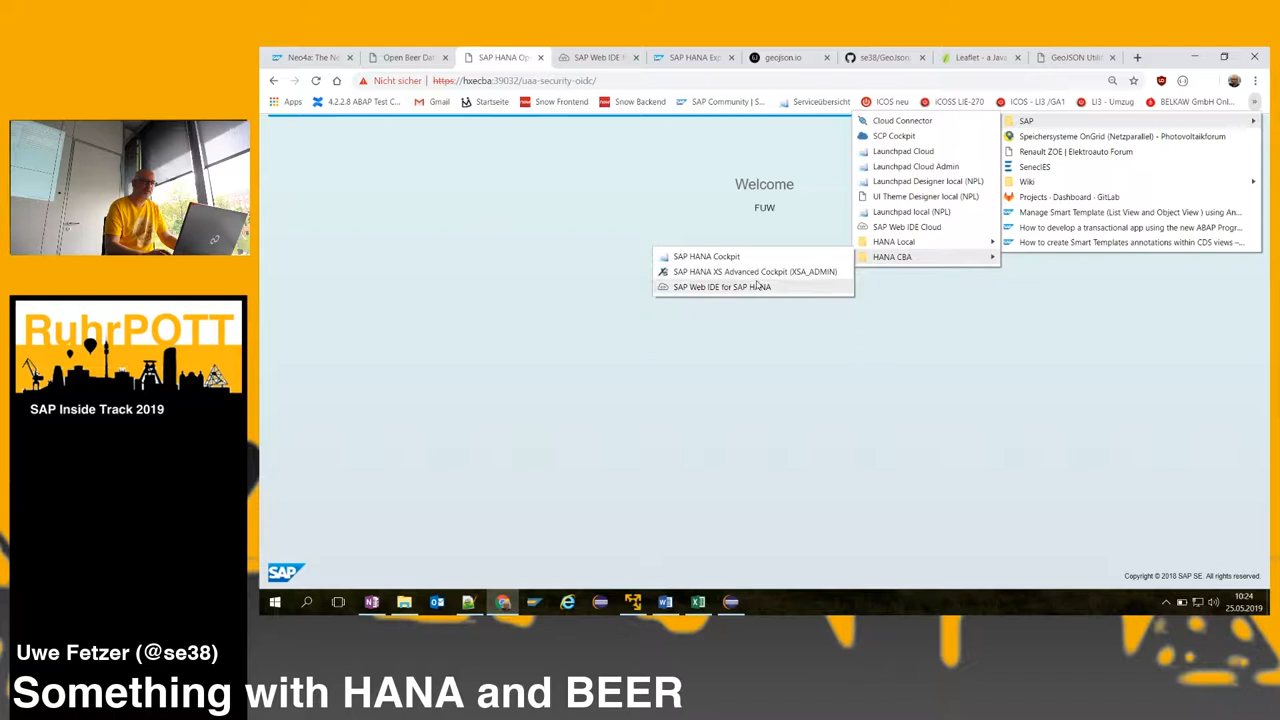 Neo4a: The Ne
Open Beer Dat
SAP HANA Op
SAP Web IDE f
SAP HANA Exp
geojson.io
se38/GeoJson.
Leaflet - a Java
GeoJSON Utili
Nicht sicher
https://hxecba:39032/uaa-security-oidc/
Apps
4.2.2.8 ABAP Test C...
Gmail
Startseite
Snow Frontend
Snow Backend
SAP Community | S...
Serviceübersicht
ICOS neu
iCOSS LiE-270
ICOS - LI3 /GA1
LI3 - Umzug
BELKAW GmbH Onl...
Cloud Connector
SCP Cockpit
Launchpad Cloud
Launchpad Cloud Admin
Launchpad Designer local (NPL)
UI Theme Designer local (NPL)
Launchpad local (NPL)
SAP Web IDE Cloud
HANA Local
HANA CBA
SAP
Speichersysteme OnGrid (Netzparallel) - Photovoltaikforum
Renault ZOE | Elektroauto Forum
SenecIES
Wiki
Projects · Dashboard · GitLab
Manage Smart Template (List View and Object View ) using An...
How to develop a transactional app using the new ABAP Progr...
How to create Smart Templates annotations within CDS views –...
SAP HANA Cockpit
SAP HANA XS Advanced Cockpit (XSA_ADMIN)
SAP Web IDE for SAP HANA
Welcome
FUW
SAP
Copyright © 2018 SAP SE. All rights reserved.
10:24
25.05.2019
RuhrPOTT
SAP Inside Track 2019
Uwe Fetzer (@se38)
Something with HANA and BEER